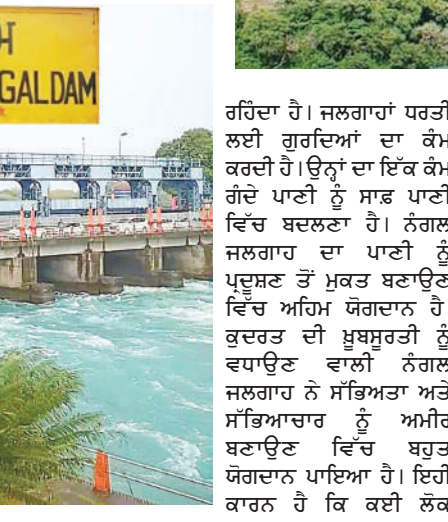 ਮ
GALDAM
ਰਹਿੰਦਾ ਹੈ। ਜਲਗਾਹਾਂ ਧਰਤੀ
ਲਈ ਗੁਰਦਿਆਂ ਦਾ ਕੰਮ
ਕਰਦੀ ਹੈ।ਉਨ੍ਹਾਂ ਦਾ ਇੱਕ ਕੰਮ
ਗੰਦੇ ਪਾਣੀ ਨੂੰ ਸਾਫ਼ ਪਾਣੀ
ਵਿੱਚ ਬਦਲਣਾ ਹੈ। ਨੰਗਲ
ਜਲਗਾਹ ਦਾ ਪਾਣੀ ਨੂੰ
ਪ੍ਰਦੂਸ਼ਣ ਤੋਂ ਮੁਕਤ ਬਣਾਉਣ
ਵਿੱਚ ਅਹਿਮ ਯੋਗਦਾਨ ਹੈ
ਕੁਦਰਤ ਦੀ ਖ਼ੂਬਸੂਰਤੀ ਨੂੰ
ਵਧਾਉਣ ਵਾਲੀ ਨੰਗਲ
ਜਲਗਾਹ ਨੇ ਸੱਭਿਅਤਾ ਅਤੇ
ਸੱਭਿਆਚਾਰ ਨੂੰ ਅਮੀਰ
ਬਣਾਉਣ ਵਿੱਚ ਬਹੁਤ
ਯੋਗਦਾਨ ਪਾਇਆ ਹੈ। ਇਹੀ
ਕਾਰਨ ਹੈ ਕਿ ਕਈ ਲੋਕ